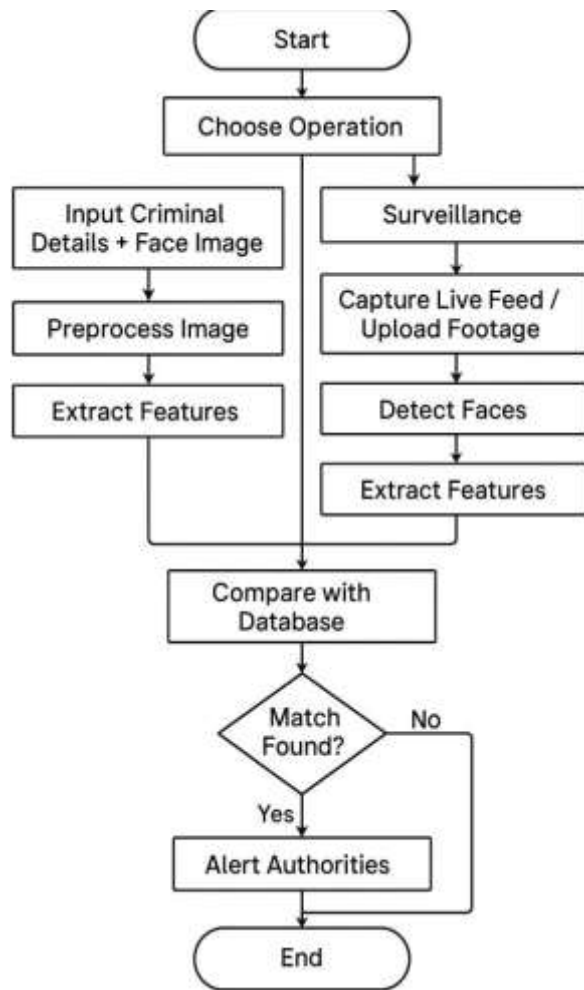 Start
Choose Operation
Input Criminal
Details + Face Image
Preprocess Image
Extract Features
Surveillance
Capture Live Feed /
Upload Footage
Detect Faces
Extract Features
Compare with
Database
Match
Found?
No
Yes
Alert Authorities
End